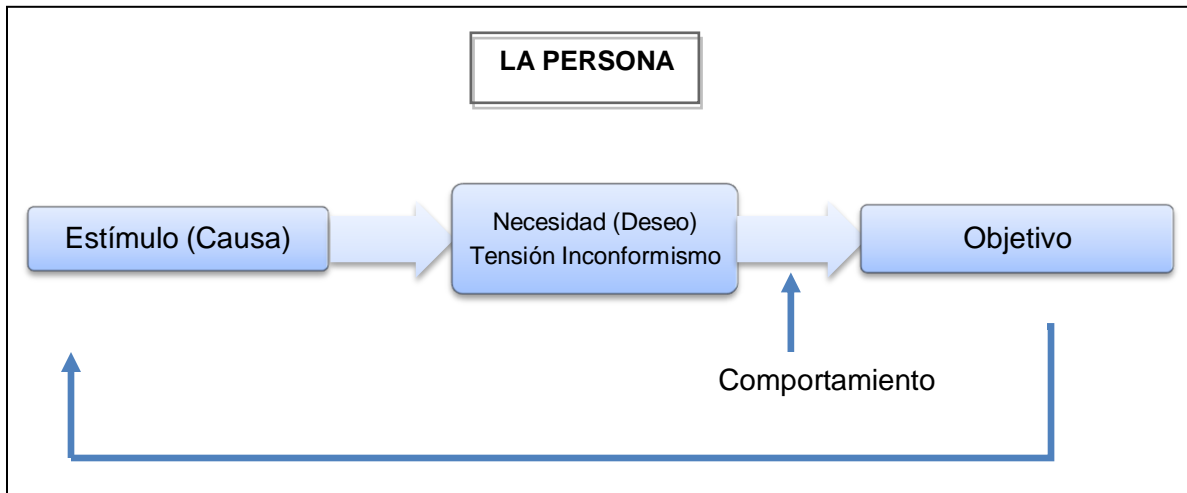 LA PERSONA
Estímulo (Causa)
Necesidad (Deseo)
Tensión Inconformismo
Objetivo
Comportamiento